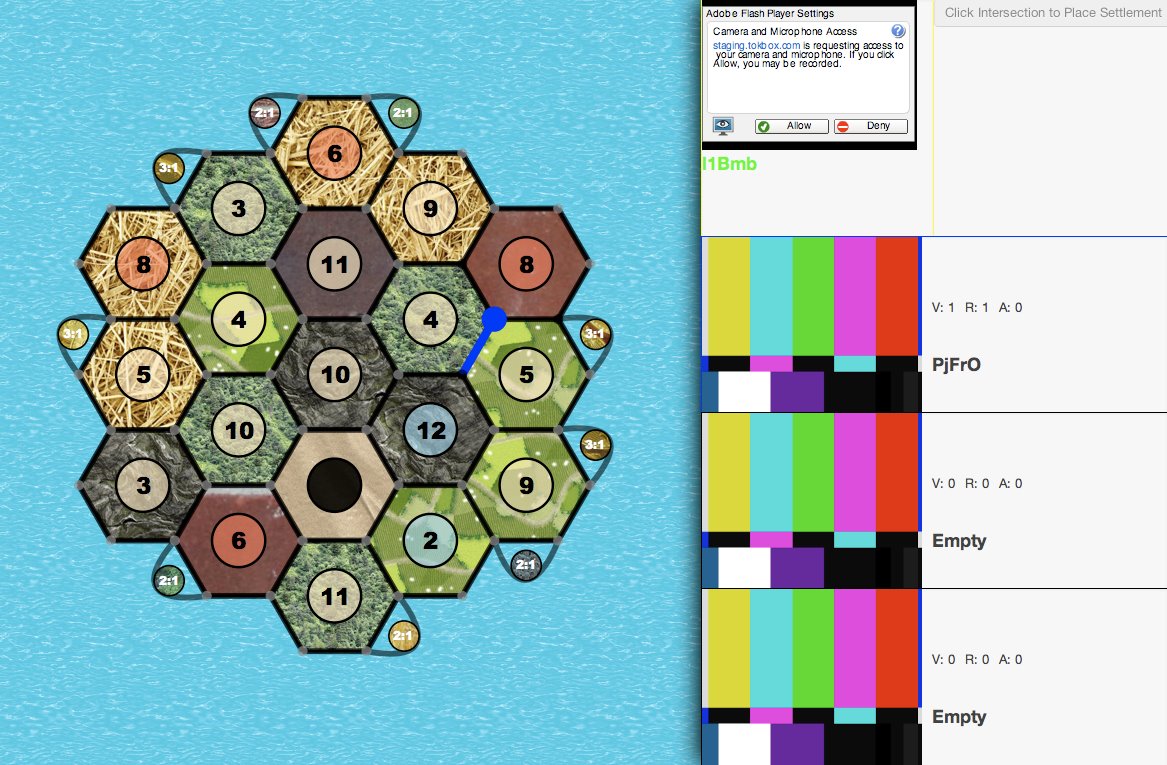 Adobe Flash Player Settings
Click Intersection to Place Settlement
Camera and Microphone Access
?
staging.tokbox.com is requesting access to
your camera and microphone. If you click
Allow, you may be recorded.
Allow
Deny
l1Bmb
2:1
2:1
6
3:1
3
9
8
11
8
4
4
3:1
3:1
5
10
5
10
12
3:1
3
9
6
2
2:1
2:1
11
2:1
V: 1 R: 1 A: 0
PjFrO
V: 0 R: 0 A: 0
Empty
V: 0 R: 0 A: 0
Empty